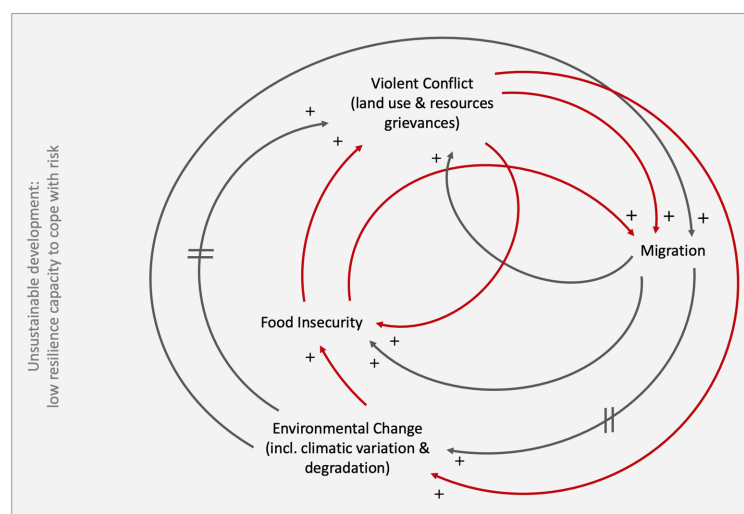 Unsustainable development:
low resilience capacity to cope with risk
Violent Conflict
(land use & resources
grievances)
+
+
+
+
+
+
Migration
Food Insecurity
+
+
+
Environmental Change
(incl. climatic variation &
degradation)
+
+